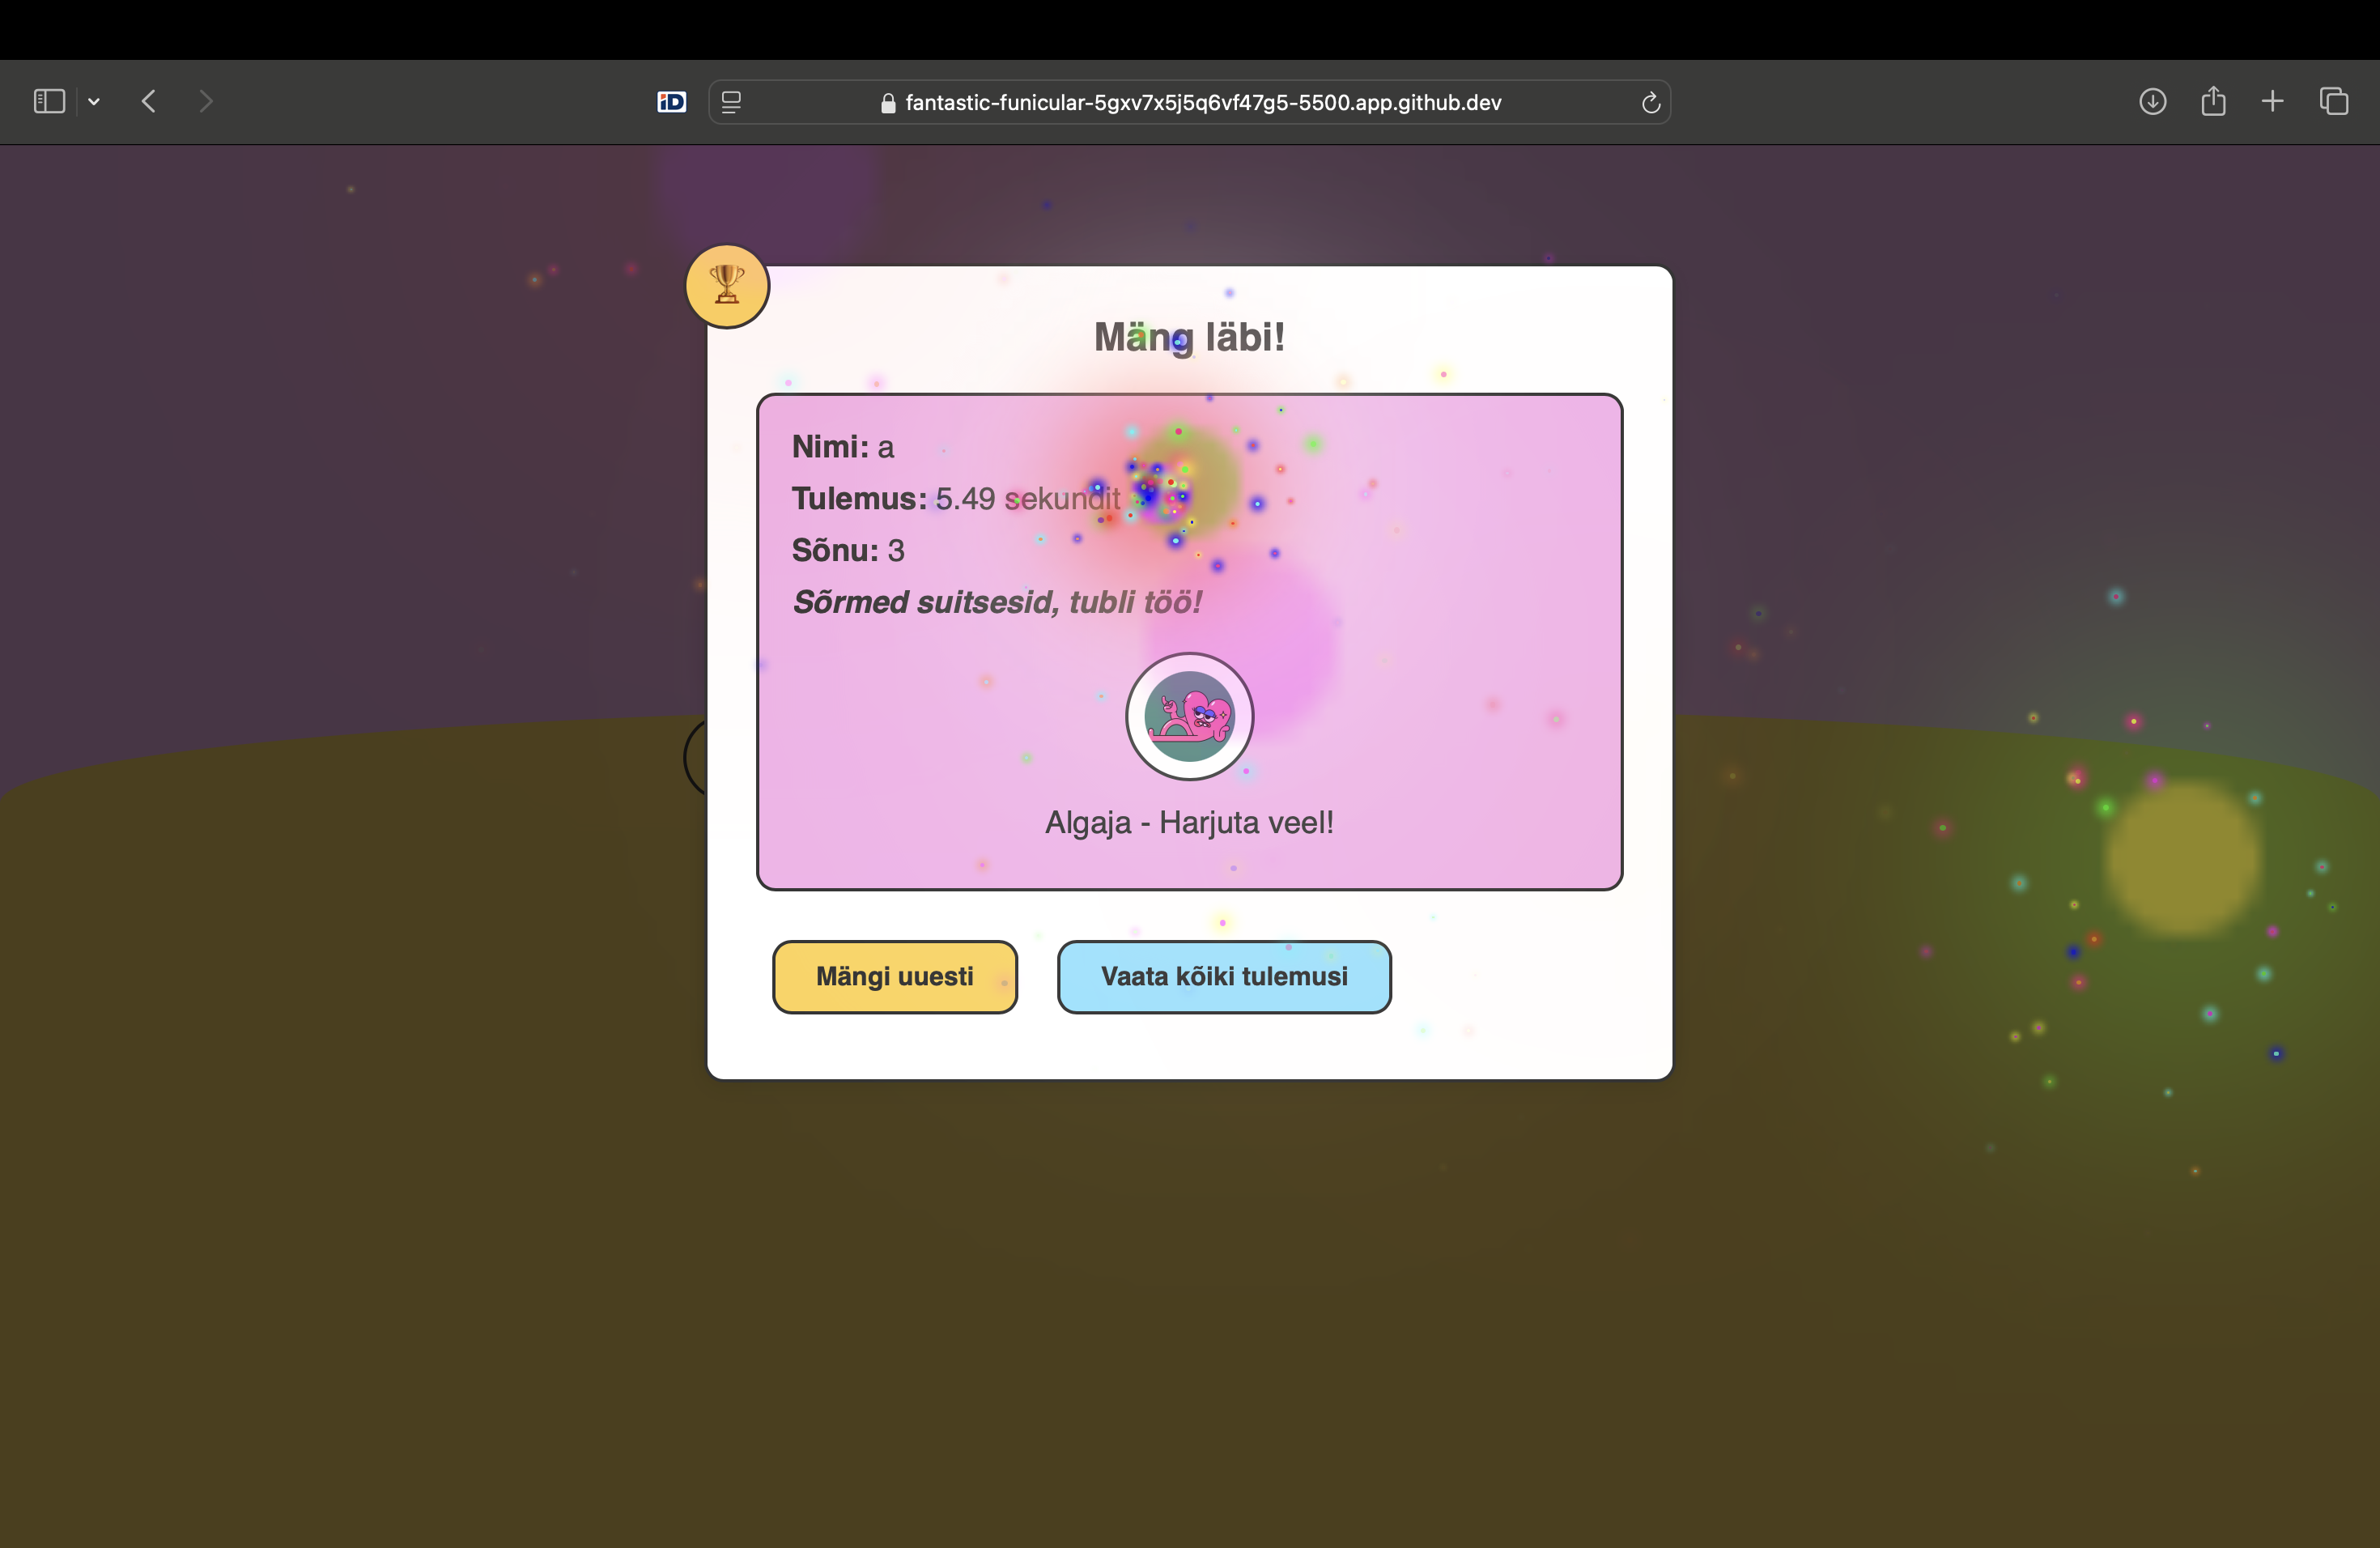 iD
fantastic-funicular-5gxv7x5j5q6vf47g5-5500.app.github.dev
Mäng läbi!
Nimi: a
Tulemus: 5.49 sekundit
Sõnu: 3
Sõrmed suitsesid, tubli töö!
Algaja - Harjuta veel!
Mängi uuesti
Vaata kõiki tulemusi